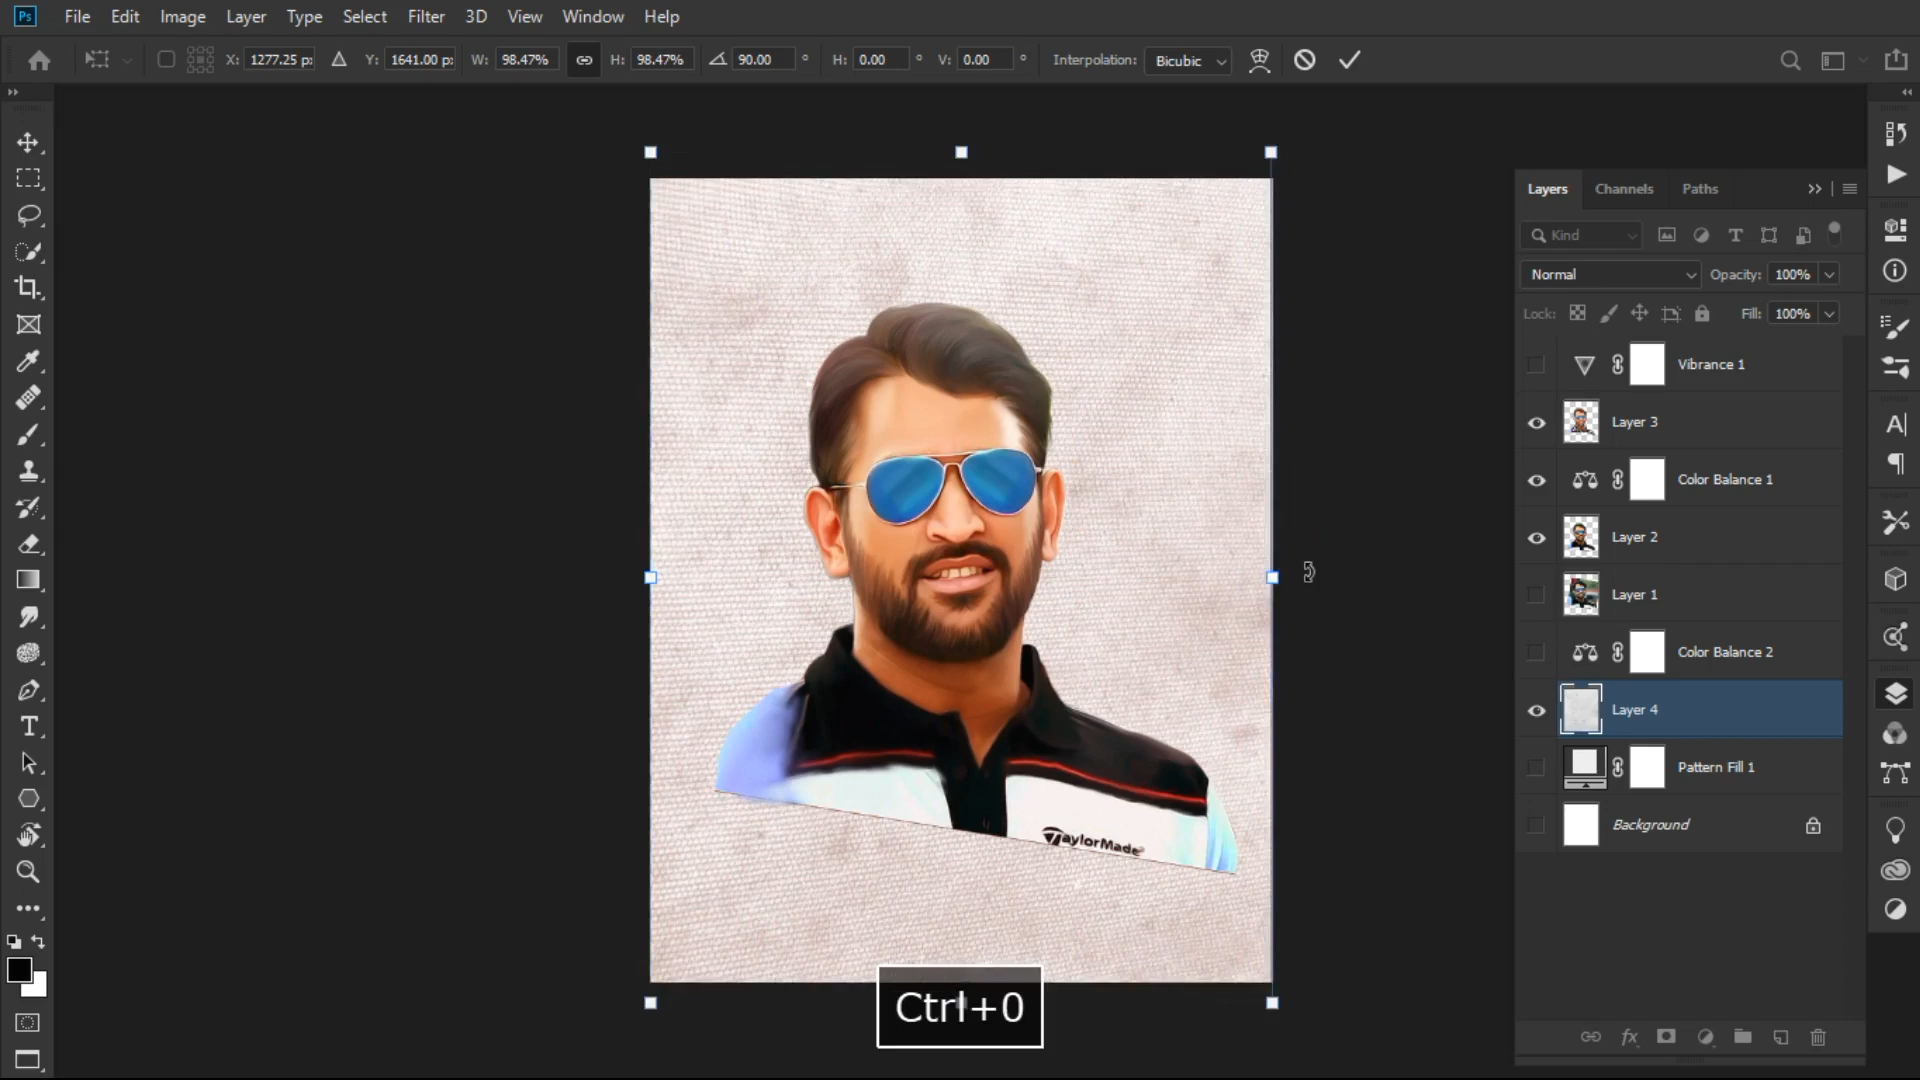 Ps File Edit Image Layer Type Select Filter 3D View Window Help
X: 1277.25 px Y: 1641.00 p: W: 98.47% H: 98.47% 90.00 ° H: 0.00 ° V: 0.00 ° Interpolation: Bicubic
Layers Channels Paths
Kind
Normal Opacity: 100%
Lock: Fill: 100%
Vibrance 1
Layer 3
Color Balance 1
Layer 2
Layer 1
Color Balance 2
Layer 4
Pattern Fill 1
Background
TaylorMade
Ctrl+0